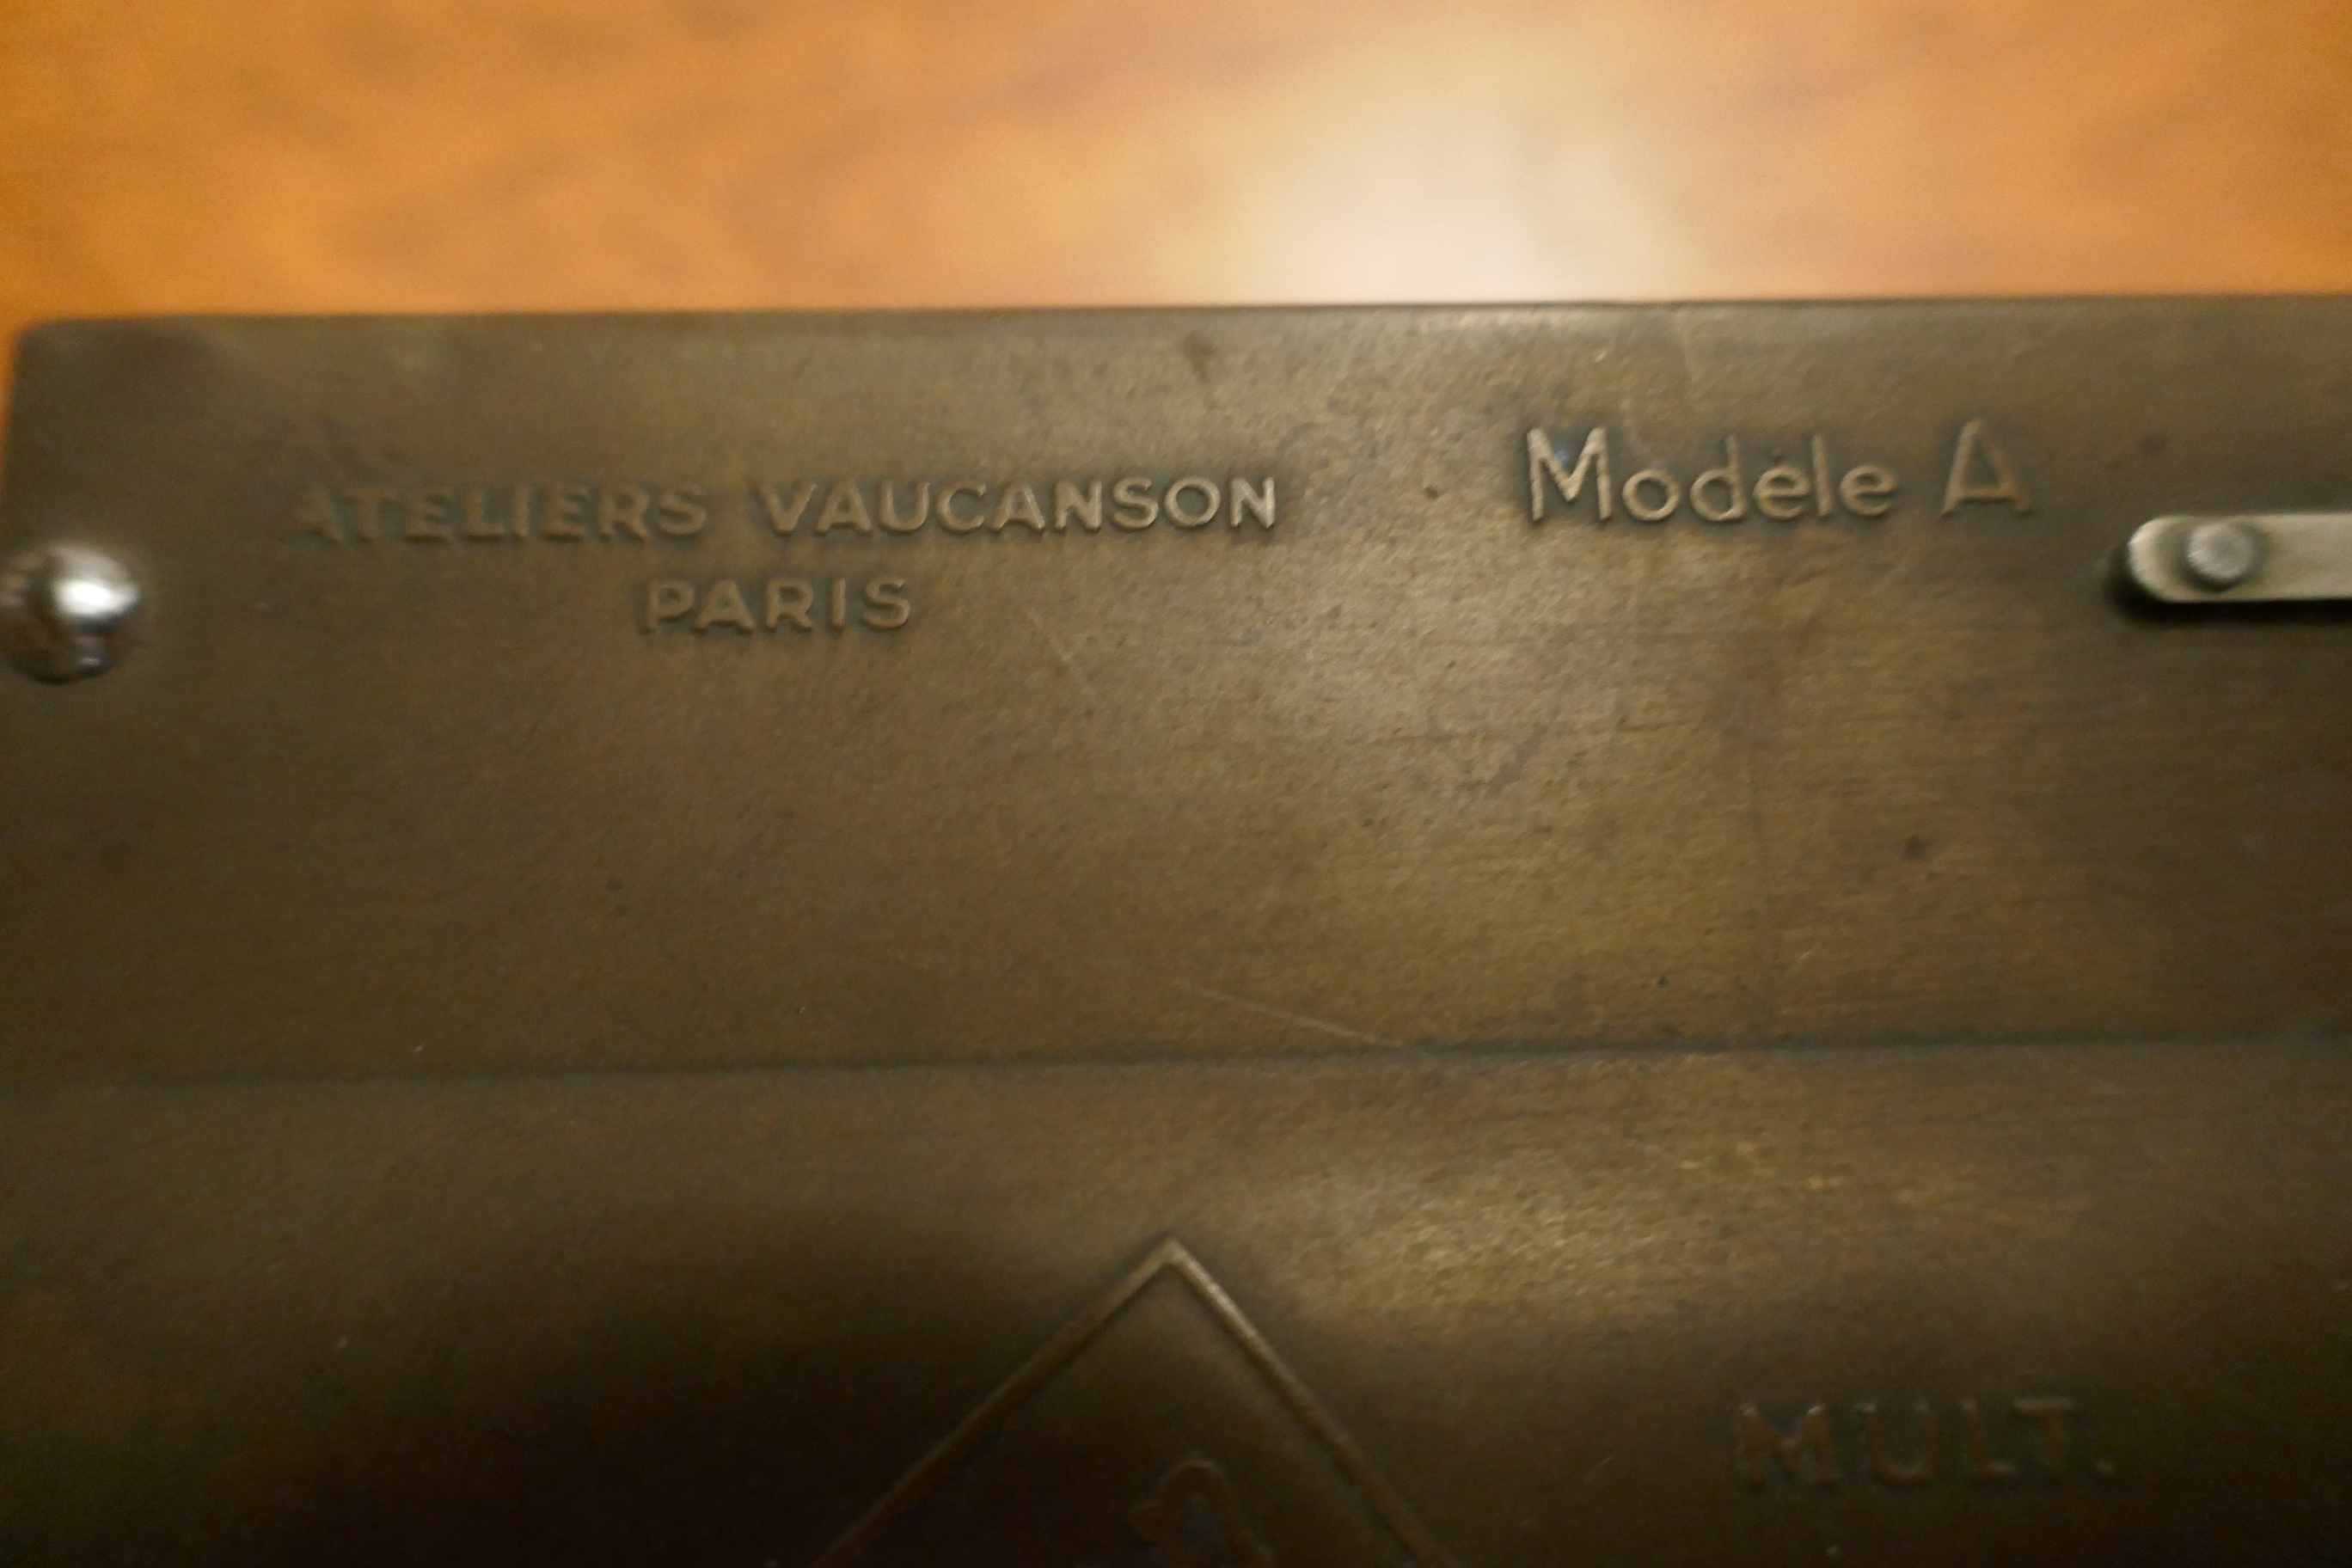 ATELIERS VAUCANSON
PARIS
Modèle A
MULT.